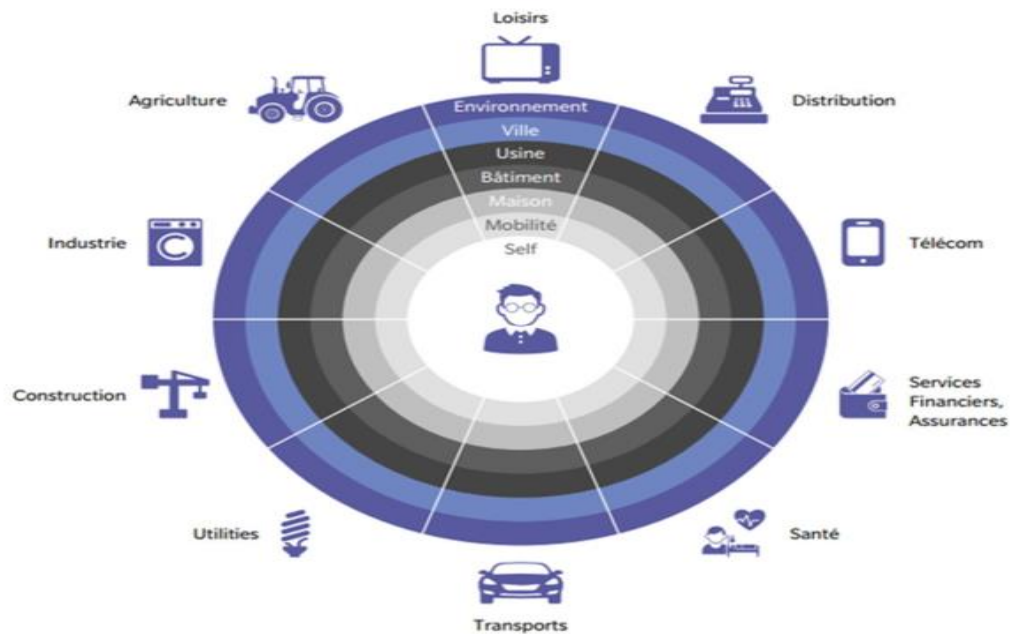 Loisirs
Agriculture
Distribution
Environnement
Ville
Usine
Bâtiment
Maison
Mobilité
Self
Industrie
Télécom
Construction
Services
Financiers,
Assurances
Utilities
Santé
Transports